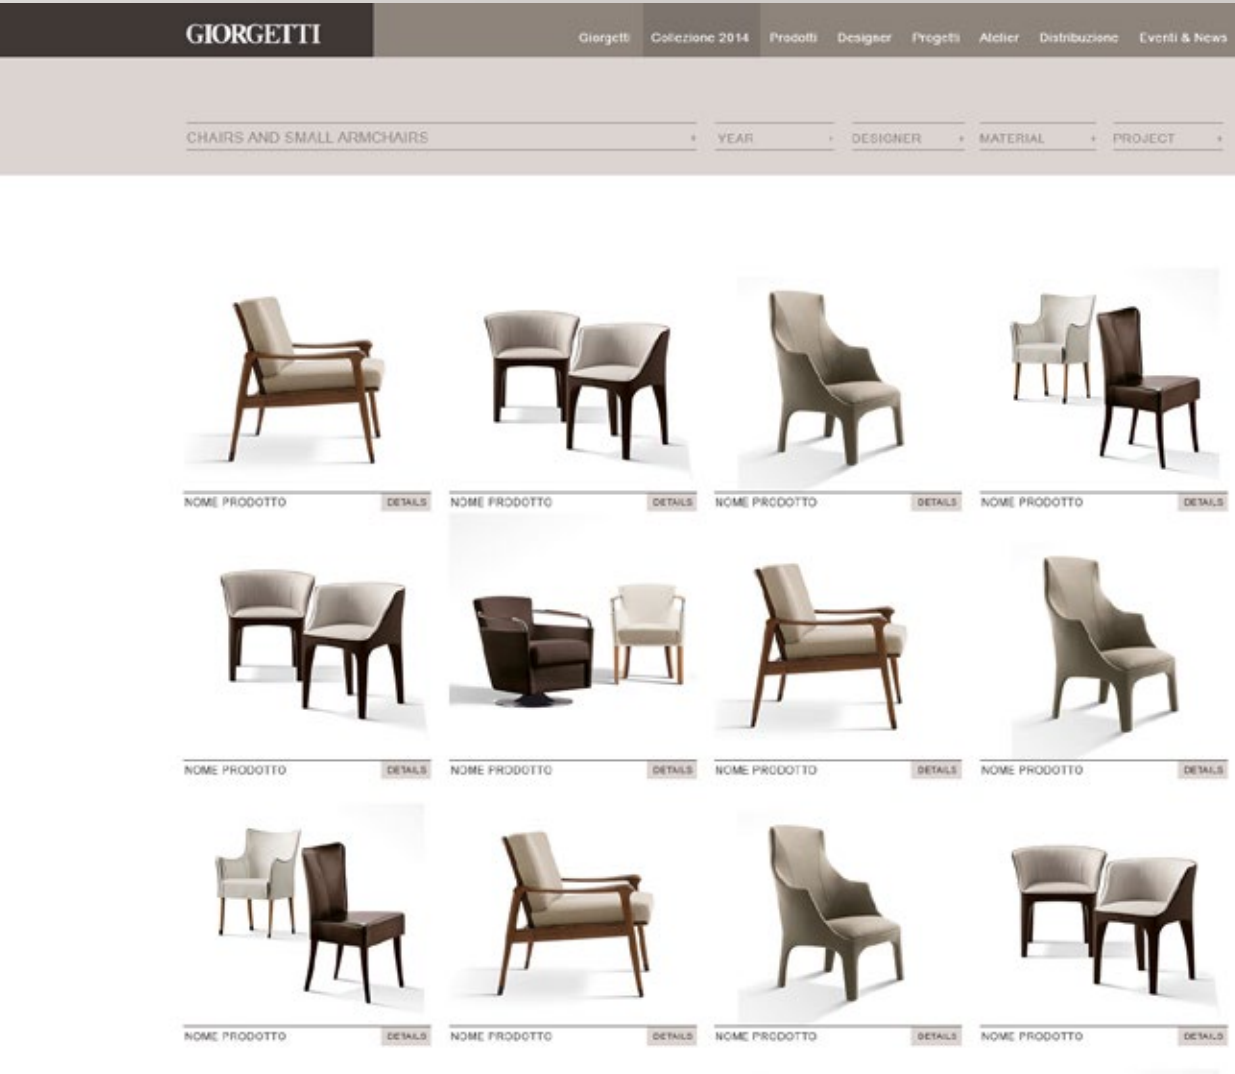 GIORGETTI
Giorgetti Collezione 2014 Prodotti Designer Progetti Atelier Distribuzione Eventi & News
CHAIRS AND SMALL ARMCHAIRS + YEAR + DESIGNER + MATERIAL + PROJECT +
NOME PRODOTTO DETAILS NOME PRODOTTO DETAILS NOME PRODOTTO DETAILS NOME PRODOTTO DETAILS
NOME PRODOTTO DETAILS NOME PRODOTTO DETAILS NOME PRODOTTO DETAILS NOME PRODOTTO DETAILS
NOME PRODOTTO DETAILS NOME PRODOTTO DETAILS NOME PRODOTTO DETAILS NOME PRODOTTO DETAILS